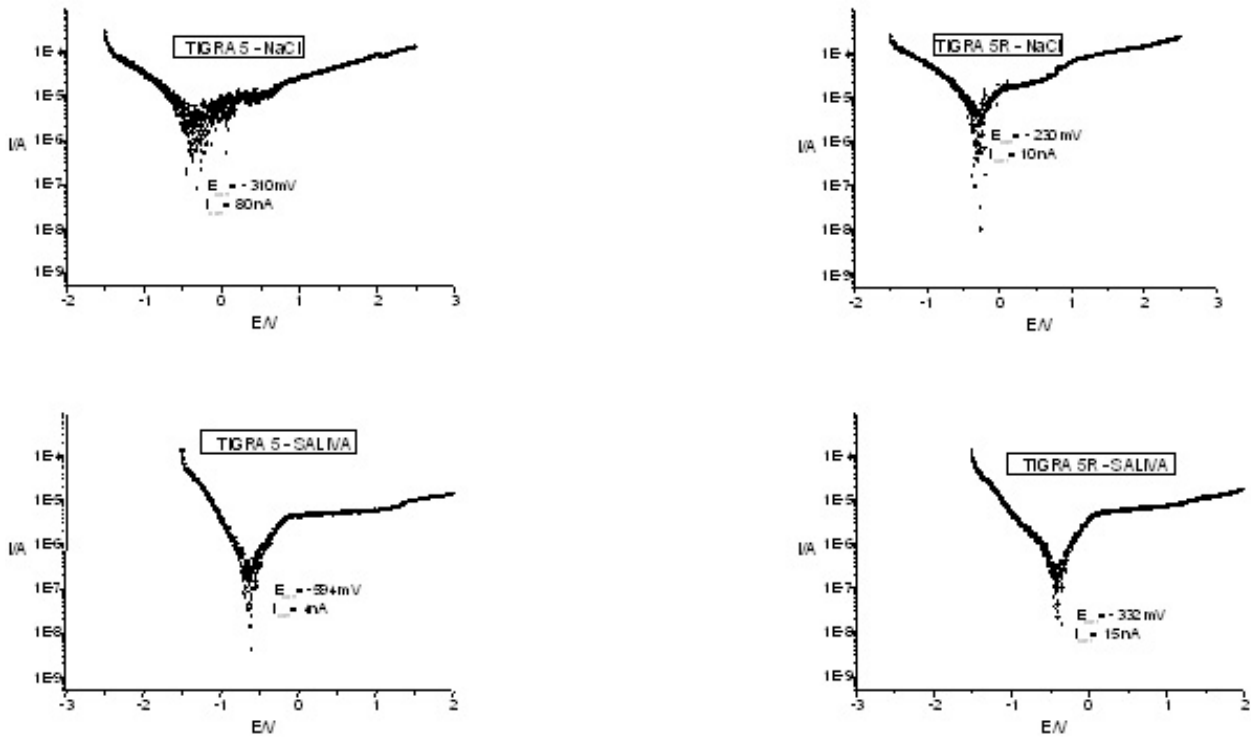 TIGRA 5 - NaCl
1E-4
1E-5
1E-6
1E-7
1E-8
1E-9
I/A
E = - 310mV
I = 80nA
-2 -1 0 1 2 3
E/V
TIGRA 5R - NaCl
1E-4
1E-5
1E-6
1E-7
1E-8
1E-9
I/A
E = - 230 mV
I = 10nA
-2 -1 0 1 2 3
E/V
TIGRA 5 - SALIVA
1E-4
1E-5
1E-6
1E-7
1E-8
1E-9
I/A
E = -594mV
I = 4nA
-3 -2 -1 0 1 2
E/V
TIGRA 5R - SALIVA
1E-4
1E-5
1E-6
1E-7
1E-8
1E-9
I/A
E = - 332 mV
I = 15nA
-3 -2 -1 0 1 2
E/V